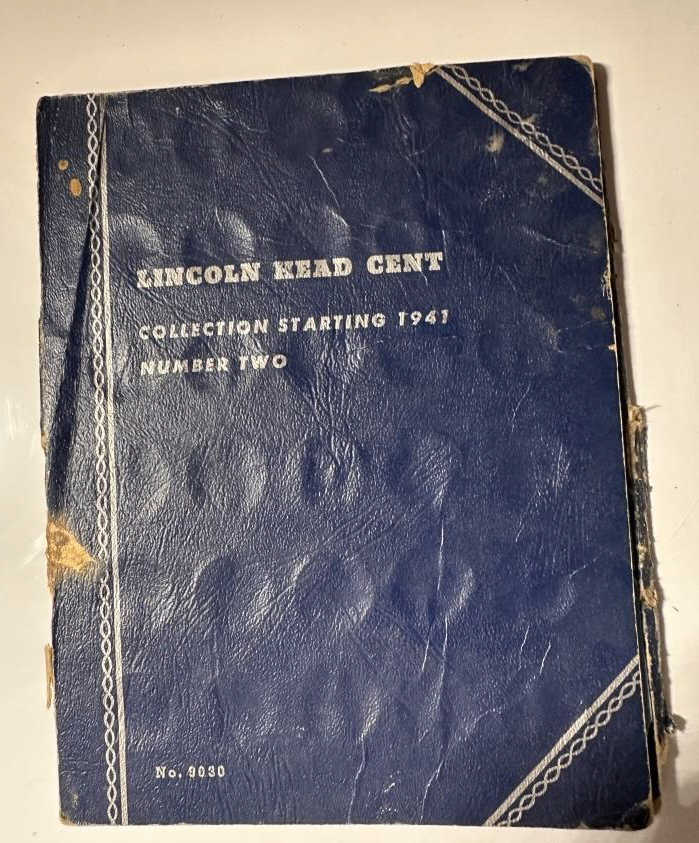 LINCOLN HEAD CENT
COLLECTION STARTING 1941
NUMBER TWO
No. 9030